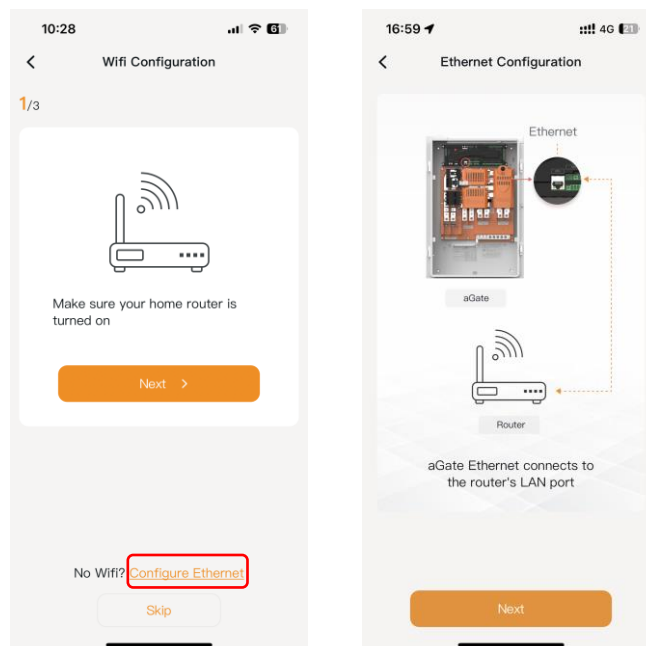 10:28
61
Wifi Configuration
1/3
Make sure your home router is
turned on
Next >
No Wifi? Configure Ethernet
Skip
16:59
4G 21
Ethernet Configuration
Ethernet
aGate
Router
aGate Ethernet connects to
the router's LAN port
Next